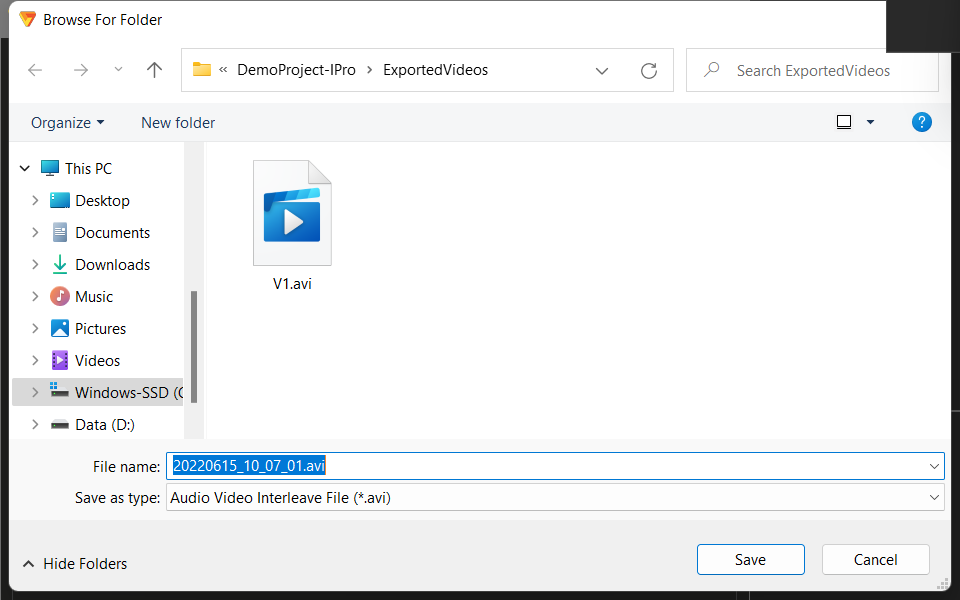 Browse For Folder
« DemoProject-IPro › ExportedVideos
Search ExportedVideos
Organize
New folder
?
This PC
Desktop
Documents
Downloads
Music
Pictures
Videos
Windows-SSD (C
Data (D:)
V1.avi
File name: 20220615_10_07_01.avi
Save as type: Audio Video Interleave File (*.avi)
Hide Folders
Save
Cancel